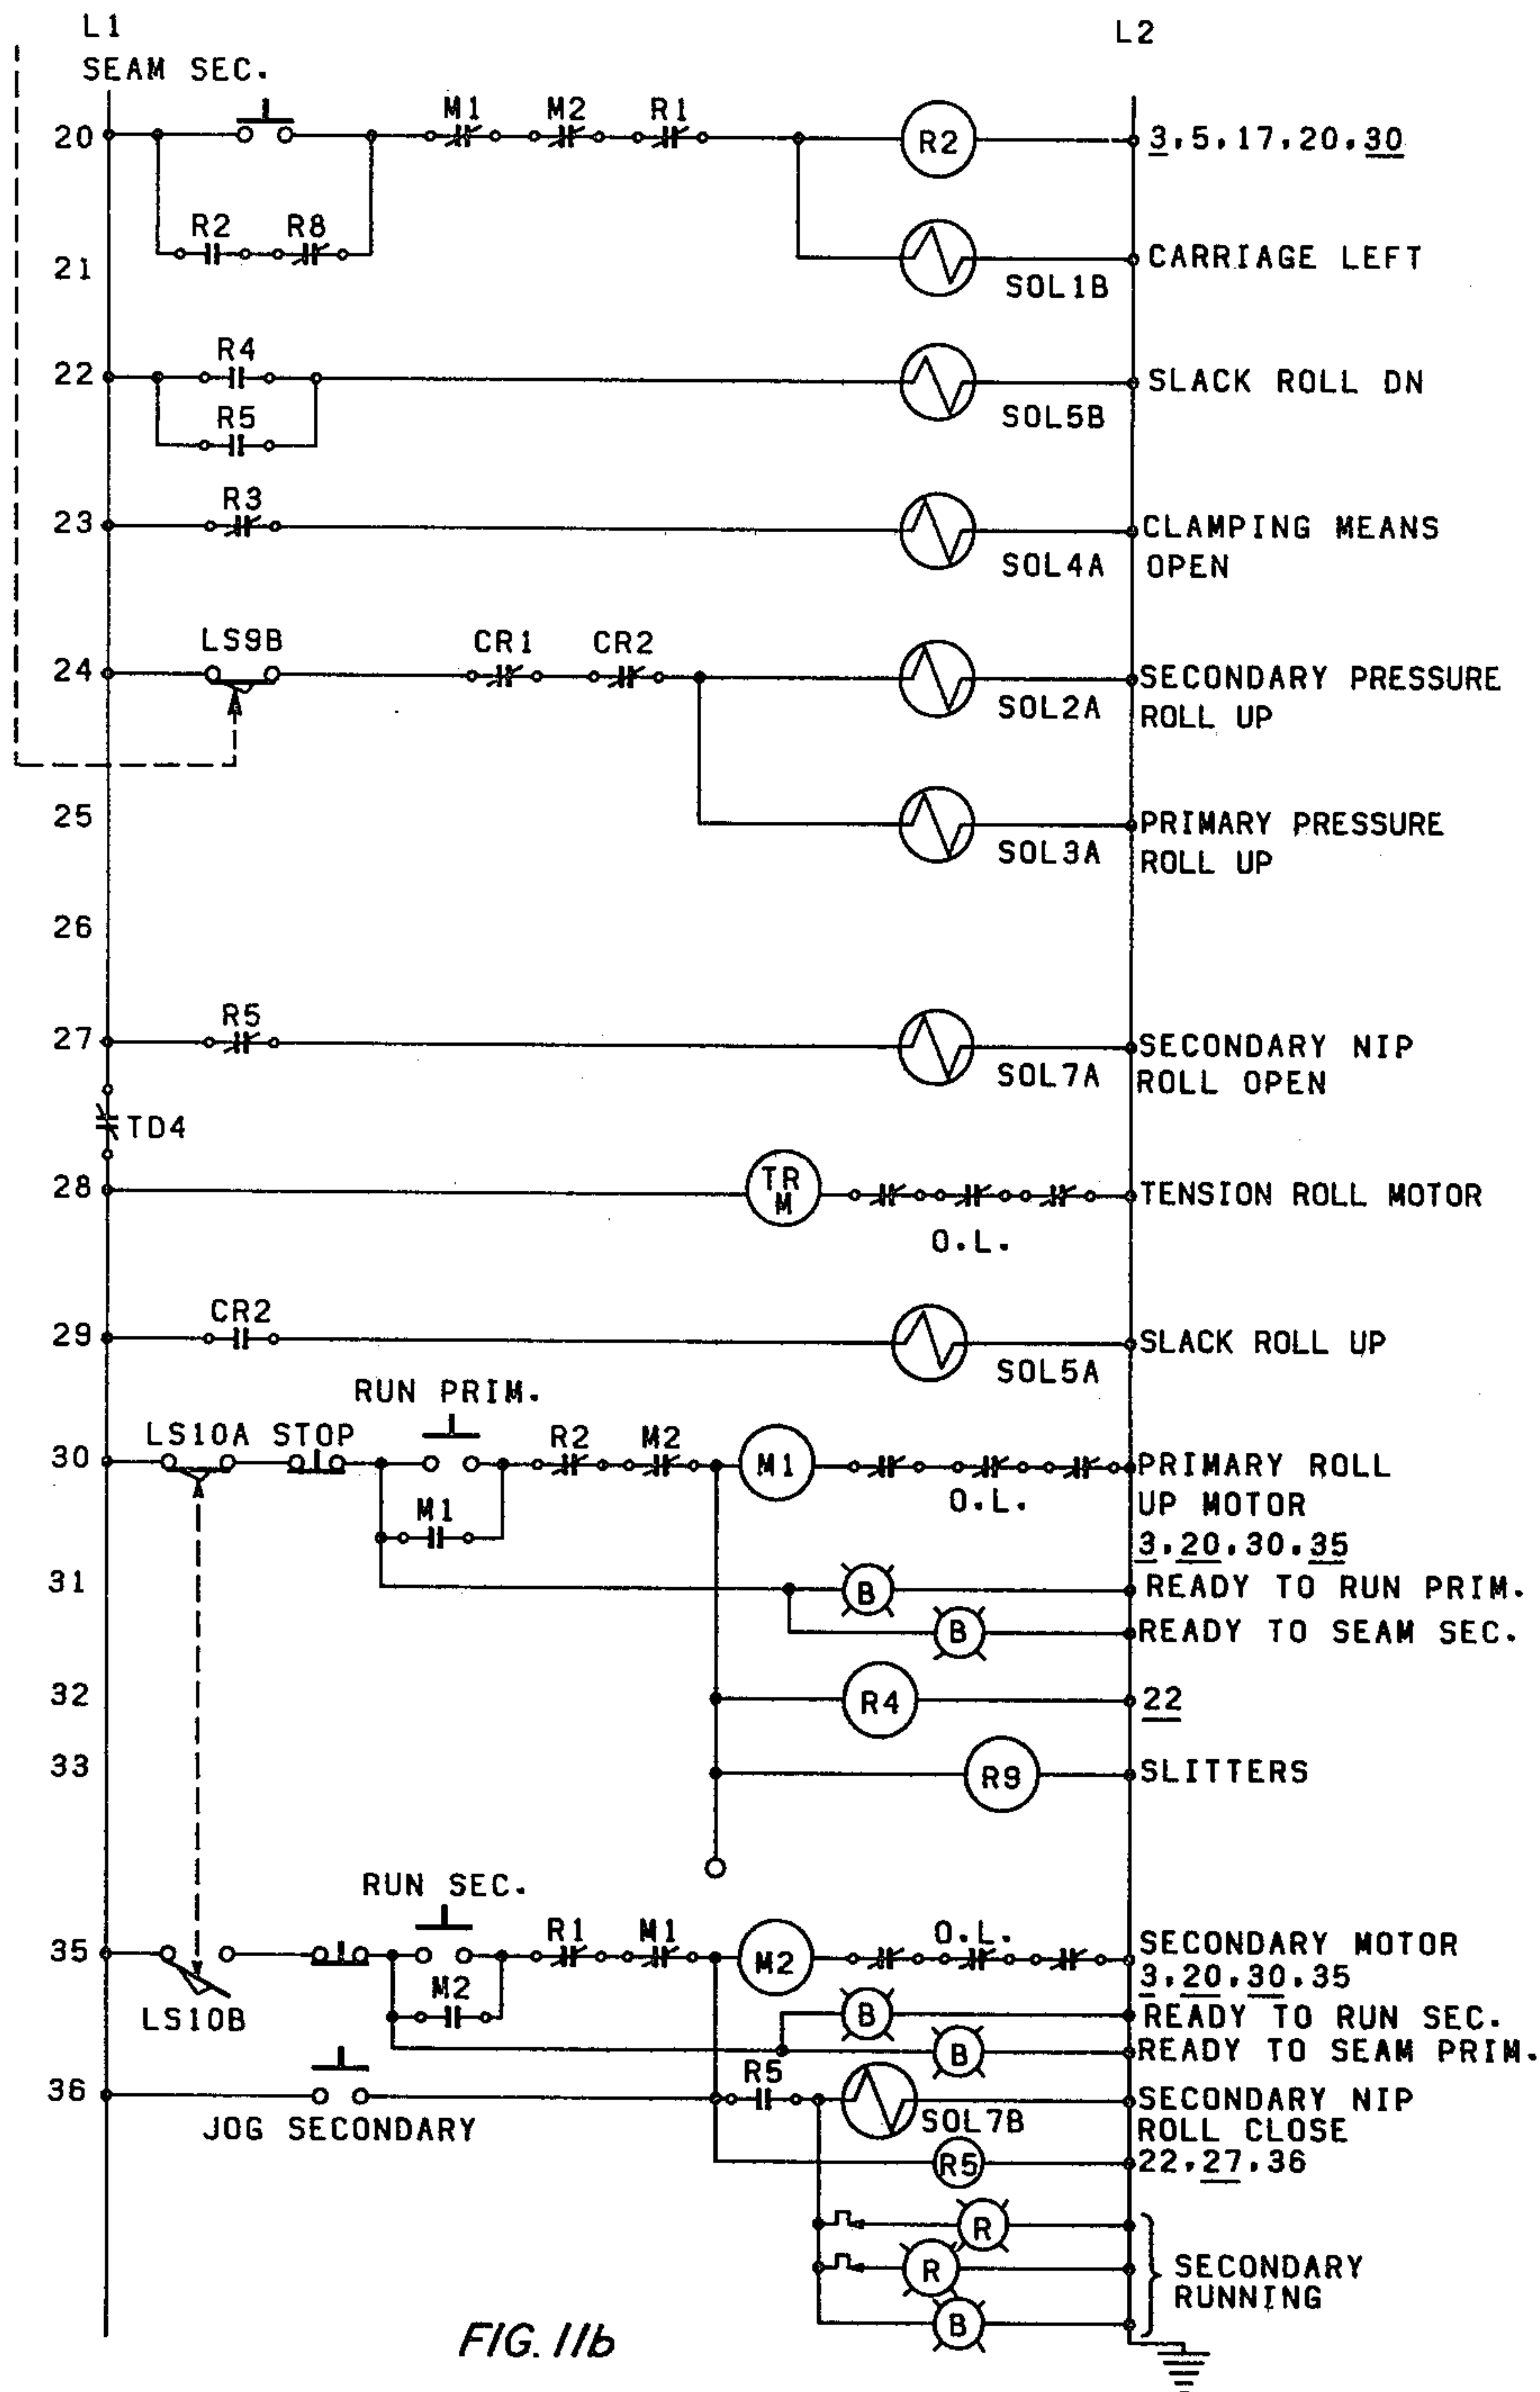 L1
L2
SEAM SEC.
20
M1
M2
R1
R2
3,5,17,20,30
R2
R8
21
SOL1B
CARRIAGE LEFT
22
R4
R5
SOL5B
SLACK ROLL DN
23
R3
SOL4A
CLAMPING MEANS
OPEN
24
LS9B
CR1
CR2
SOL2A
SECONDARY PRESSURE
ROLL UP
25
SOL3A
PRIMARY PRESSURE
ROLL UP
26
27
R5
SOL7A
SECONDARY NIP
ROLL OPEN
TD4
28
TR
M
O.L.
TENSION ROLL MOTOR
29
CR2
SOL5A
SLACK ROLL UP
RUN PRIM.
30
LS10A
STOP
R2
M2
M1
O.L.
PRIMARY ROLL
UP MOTOR
3,20,30,35
M1
31
B
READY TO RUN PRIM.
B
READY TO SEAM SEC.
32
R4
22
33
R9
SLITTERS
RUN SEC.
35
LS10B
R1
M1
M2
O.L.
SECONDARY MOTOR
3,20,30,35
M2
B
READY TO RUN SEC.
B
READY TO SEAM PRIM.
36
JOG SECONDARY
R5
SOL7B
SECONDARY NIP
ROLL CLOSE
R5
22,27,36
R
R
B
SECONDARY
RUNNING
FIG. 11b